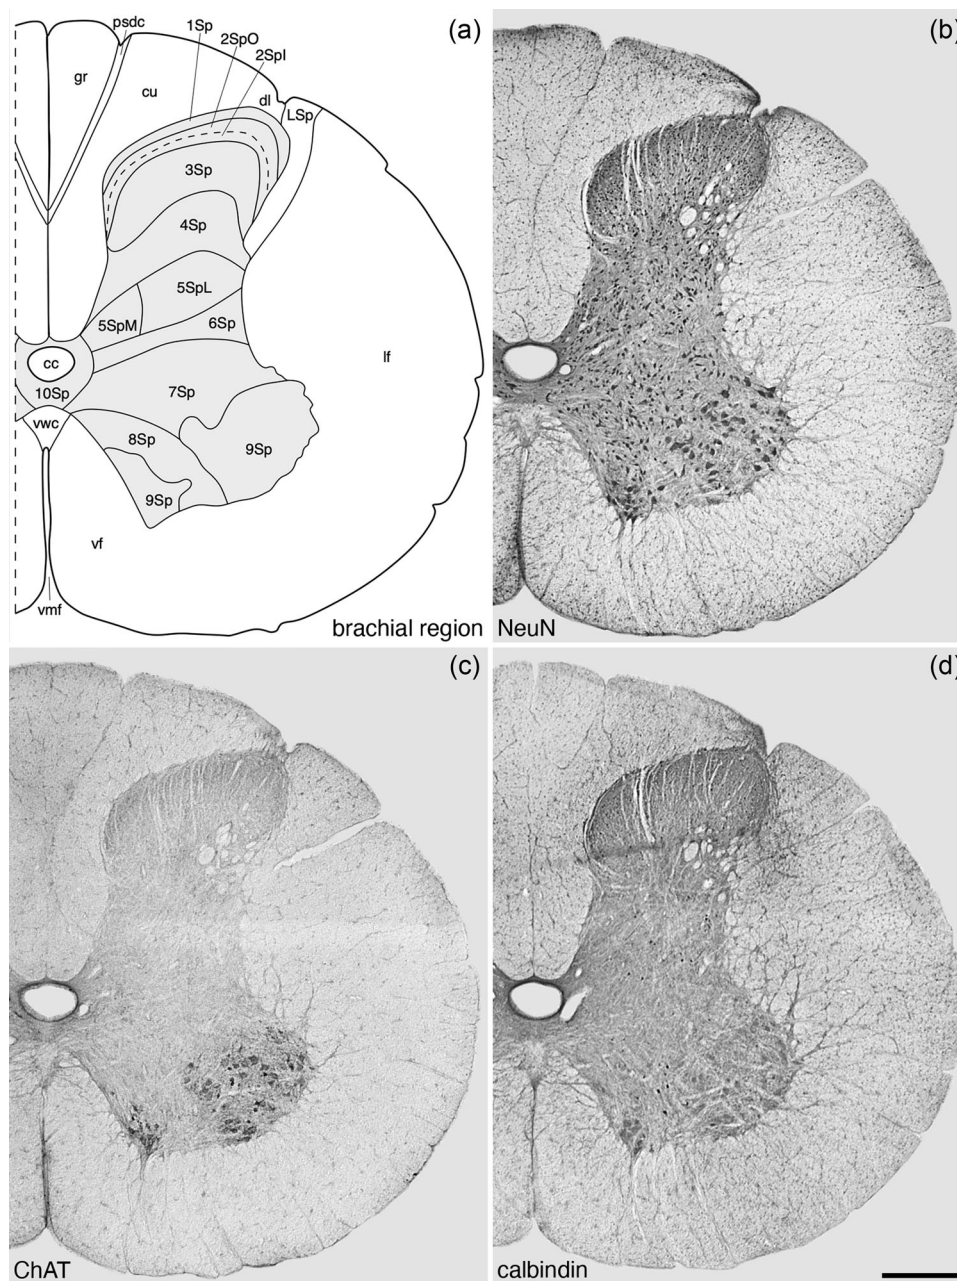 psdc
1Sp
2SpO
2SpI
(a)
gr
cu
dl
LSp
3Sp
4Sp
5SpL
5SpM
6Sp
cc
10Sp
7Sp
lf
vwc
8Sp
9Sp
9Sp
vf
vmf
brachial region
(b)
NeuN
(c)
ChAT
(d)
calbindin